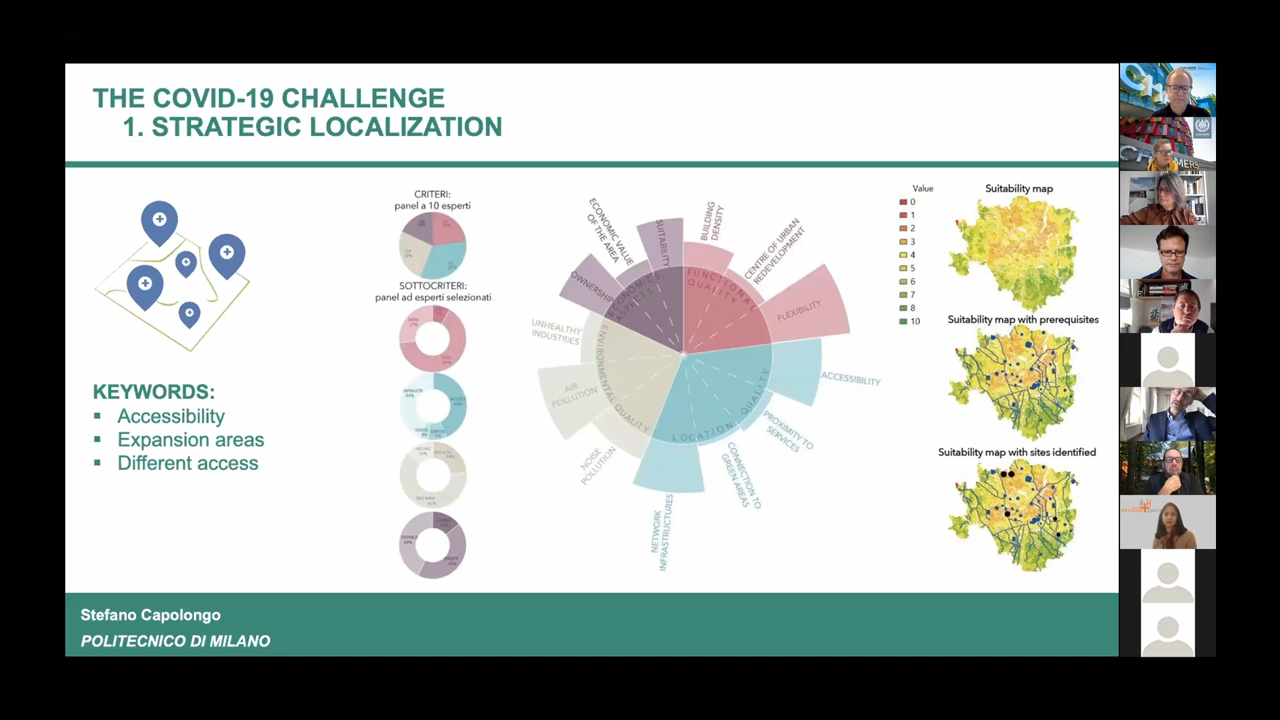 THE COVID-19 CHALLENGE
1. STRATEGIC LOCALIZATION
KEYWORDS:
▪ Accessibility
▪ Expansion areas
▪ Different access
CRITERI:
panel a 10 esperti
SOTTOCRITERI:
panel ad esperti selezionati
ECONOMIC VALUE
OF THE AREA
SUITABILITY
OWNERSHIP
ECONOMICS
ASPECTS
BUILDING
DENSITY
CENTRE OF URBAN
REDEVELOPMENT
FLEXIBILITY
FUNCTIONAL
QUALITY
UNHEALTHY
INDUSTRIES
AIR
POLLUTION
NOISE
POLLUTION
ENVIRONMENTAL QUALITY
ACCESSIBILITY
PROXIMITY TO
SERVICES
CONNECTION TO
GREEN AREAS
NETWORK
INFRASTRUCTURES
LOCATION QUALITY
Value
0
1
2
3
4
5
6
7
8
10
Suitability map
Suitability map with prerequisites
Suitability map with sites identified
Stefano Capolongo
POLITECNICO DI MILANO